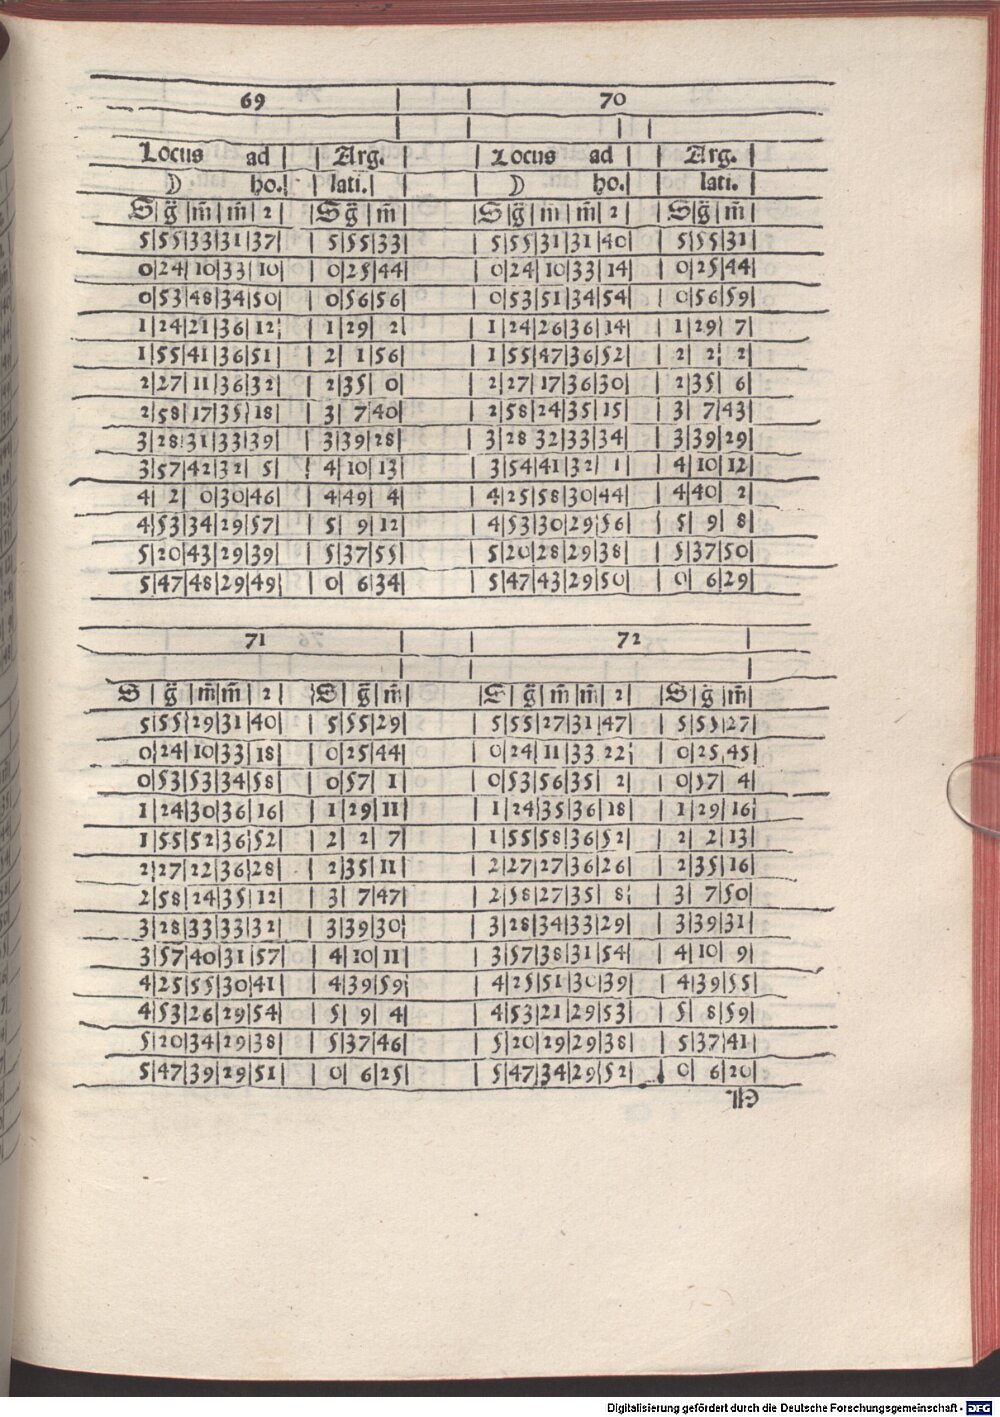 69 | | 70
Locus ad | | Arg. | | Locus ad | | Arg. |
☽ ho. | | lati. | | ☽ ho. | | lati. |
S | g̃ | m̃ | m̃ | 2 | | S g̃ | m̃ | | S | g̃ | m̃ | m̃ | 2 | | S | g̃ | m̃ |
5|55|33|31|37| | 5|55|33| | 5|55|31|31|40| | 5|55|31|
0|24|10|33|10| | 0|25|44| | 0|24|10|33|14| | 0|25|44|
0|53|48|34|50| | 0|56|56| | 0|53|51|34|54| | 0|56|59|
1|24|21|36|12| | 1|29| 2| | 1|24|26|36|14| | 1|29| 7|
1|55|41|36|51| | 2| 1|56| | 1|55|47|36|52| | 2| 2| 2|
2|27|11|36|32| | 2|35| 0| | 2|27|17|36|30| | 2|35| 6|
2|58|17|35|18| | 3| 7|40| | 2|58|24|35|15| | 3| 7|43|
3|28|31|33|39| | 3|39|28| | 3|28 32|33|34| | 3|39|29|
3|57|42|32| 5| | 4|10|13| | 3|54|41|32| 1| | 4|10|12|
4| 2| 0|30|46| | 4|49| 4| | 4|25|58|30|44| | 4|40| 2|
4|53|34|29|57| | 5| 9|12| | 4|53|30|29|56| | 5| 9| 8|
5|20|43|29|39| | 5|37|55| | 5|20|28|29|38| | 5|37|50|
5|47|48|29|49| | 0| 6|34| | 5|47|43|29|50| | 0| 6|29|
71 | | 72 |
S | g̃ | m̃|m̃ | 2 | | S | g̃ | m̃ | | S | g̃ | m̃ | m̃ | 2 | | S | g̃ | m̃ |
5|55|29|31|40| | 5|55|29| | 5|55|27|31|47| | 5|55|27|
0|24|10|33|18| | 0|25|44| | 0|24|11|33 22| | 0|25|45|
0|53|53|34|58| | 0|57| 1| | 0|53|56|35| 2| | 0|57| 4|
1|24|30|36|16| | 1|29|11| | 1|24|35|36|18| | 1|29|16|
1|55|52|36|52| | 2| 2| 7| | 1|55|58|36|52| | 2| 2|13|
2|27|22|36|28| | 2|35|11| | 2|27|27|36|26| | 2|35|16|
2|58|24|35|12| | 3| 7|47| | 2|58|27|35| 8| | 3| 7|50|
3|28|33|33|32| | 3|39|30| | 3|28|34|33|29| | 3|39|31|
3|57|40|31|57| | 4|10|11| | 3|57|38|31|54| | 4|10| 9|
4|25|55|30|41| | 4|39|59| | 4|25|51|30|39| | 4|39|55|
4|53|26|29|54| | 5| 9| 4| | 4|53|21|29|53| | 5| 8|59|
5|20|34|29|38| | 5|37|46| | 5|20|29|29|38| | 5|37|41|
5|47|39|29|51| | 0| 6|25| | 5|47|34|29|52| | 0| 6|20|
Digitalisierung gefördert durch die Deutsche Forschungsgemeinschaft - DFG